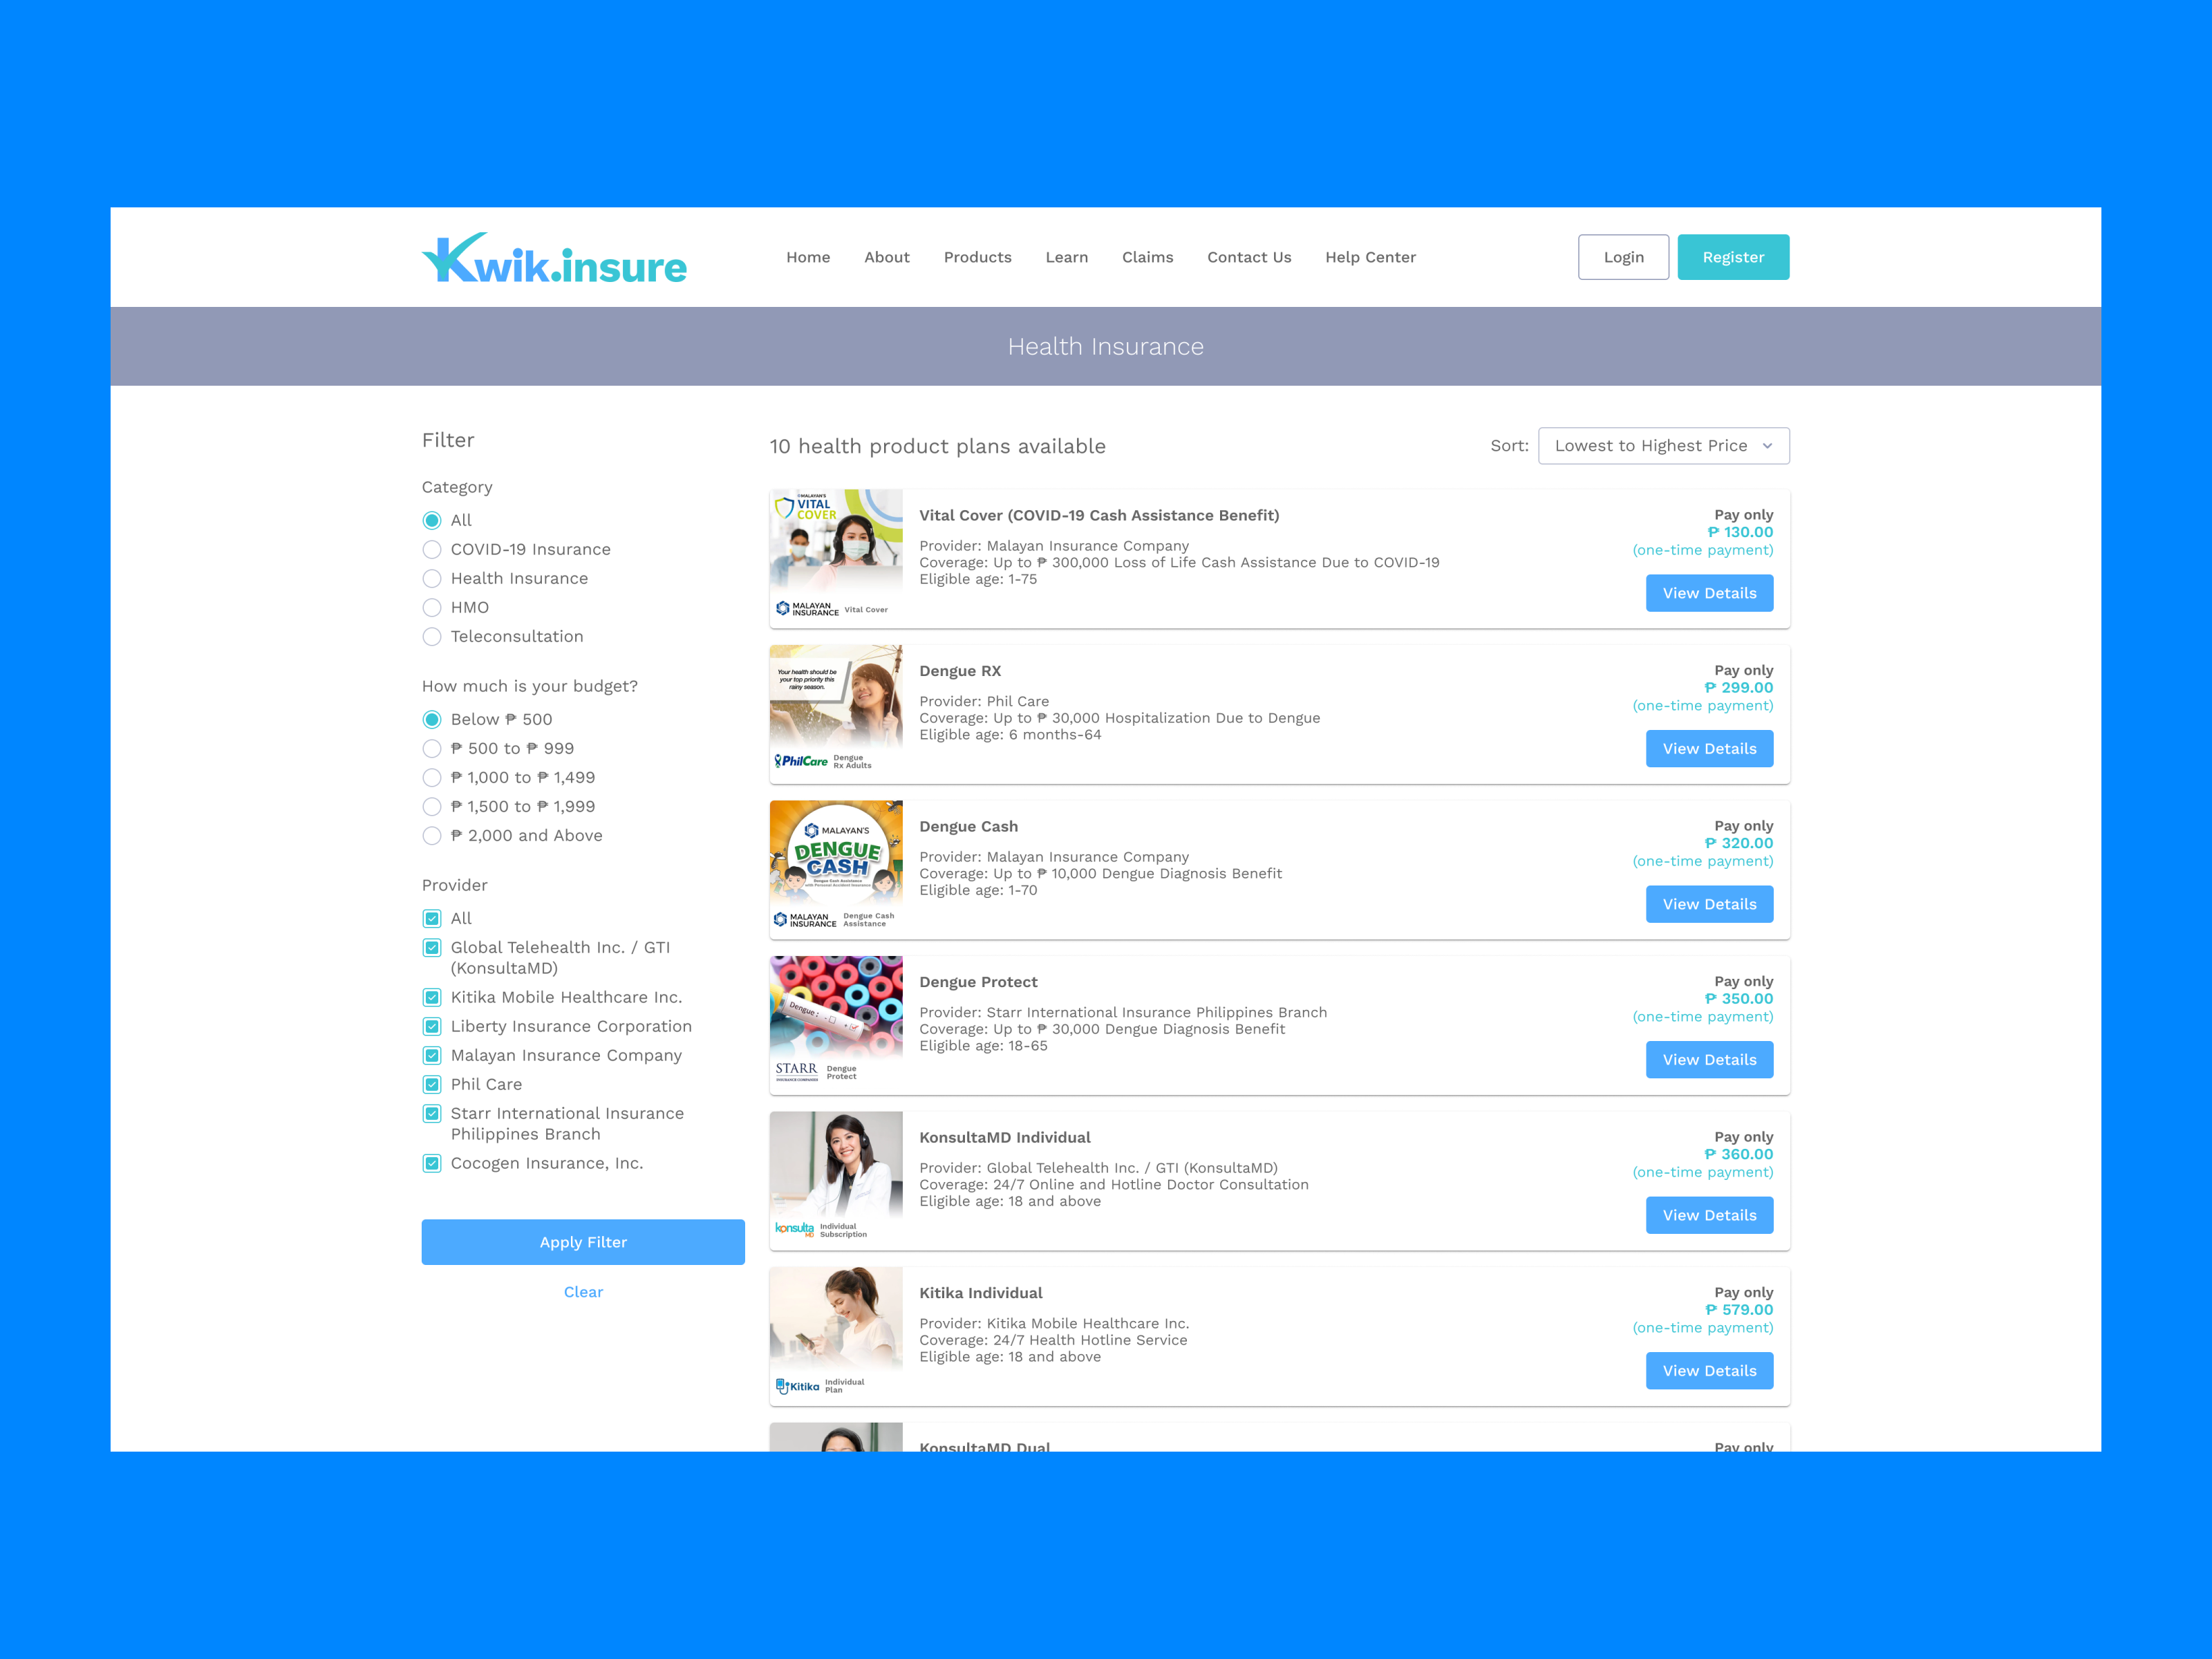 Kwik.insure
Home About Products Learn Claims Contact Us Help Center
Login Register
Health Insurance
Filter
Category
All
COVID-19 Insurance
Health Insurance
HMO
Teleconsultation
How much is your budget?
Below ₱ 500
₱ 500 to ₱ 999
₱ 1,000 to ₱ 1,499
₱ 1,500 to ₱ 1,999
₱ 2,000 and Above
Provider
All
Global Telehealth Inc. / GTI
(KonsultaMD)
Kitika Mobile Healthcare Inc.
Liberty Insurance Corporation
Malayan Insurance Company
Phil Care
Starr International Insurance
Philippines Branch
Cocogen Insurance, Inc.
Apply Filter
Clear
10 health product plans available
Sort: Lowest to Highest Price
MALAYAN'S
VITAL
COVER
MALAYAN
INSURANCE
Vital Cover
Vital Cover (COVID-19 Cash Assistance Benefit)
Provider: Malayan Insurance Company
Coverage: Up to ₱ 300,000 Loss of Life Cash Assistance Due to COVID-19
Eligible age: 1-75
Pay only
₱ 130.00
(one-time payment)
View Details
Your health should be
your top priority this
rainy season.
PhilCare
Dengue
Rx Adults
Dengue RX
Provider: Phil Care
Coverage: Up to ₱ 30,000 Hospitalization Due to Dengue
Eligible age: 6 months-64
Pay only
₱ 299.00
(one-time payment)
View Details
MALAYAN'S
DENGUE
CASH
Dengue Cash Assistance
with Personal Accident Insurance
MALAYAN
INSURANCE
Dengue Cash
Assistance
Dengue Cash
Provider: Malayan Insurance Company
Coverage: Up to ₱ 10,000 Dengue Diagnosis Benefit
Eligible age: 1-70
Pay only
₱ 320.00
(one-time payment)
View Details
Dengue:
STARR
INSURANCE COMPANIES
Dengue
Protect
Dengue Protect
Provider: Starr International Insurance Philippines Branch
Coverage: Up to ₱ 30,000 Dengue Diagnosis Benefit
Eligible age: 18-65
Pay only
₱ 350.00
(one-time payment)
View Details
konsulta
MD
Individual
Subscription
KonsultaMD Individual
Provider: Global Telehealth Inc. / GTI (KonsultaMD)
Coverage: 24/7 Online and Hotline Doctor Consultation
Eligible age: 18 and above
Pay only
₱ 360.00
(one-time payment)
View Details
Kitika
Individual
Plan
Kitika Individual
Provider: Kitika Mobile Healthcare Inc.
Coverage: 24/7 Health Hotline Service
Eligible age: 18 and above
Pay only
₱ 579.00
(one-time payment)
View Details
KonsultaMD Dual
Pay only